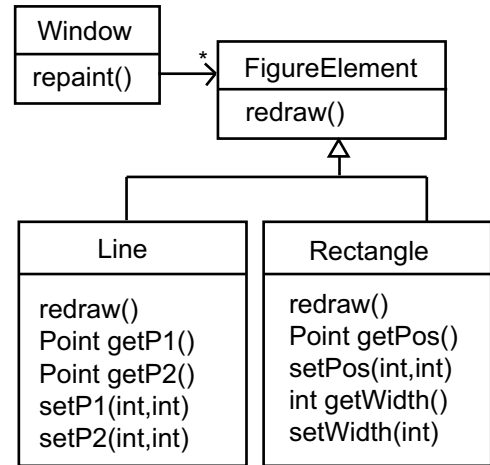 Window
repaint()
*
FigureElement
redraw()
Line
redraw()
Point getP1()
Point getP2()
setP1(int,int)
setP2(int,int)
Rectangle
redraw()
Point getPos()
setPos(int,int)
int getWidth()
setWidth(int)